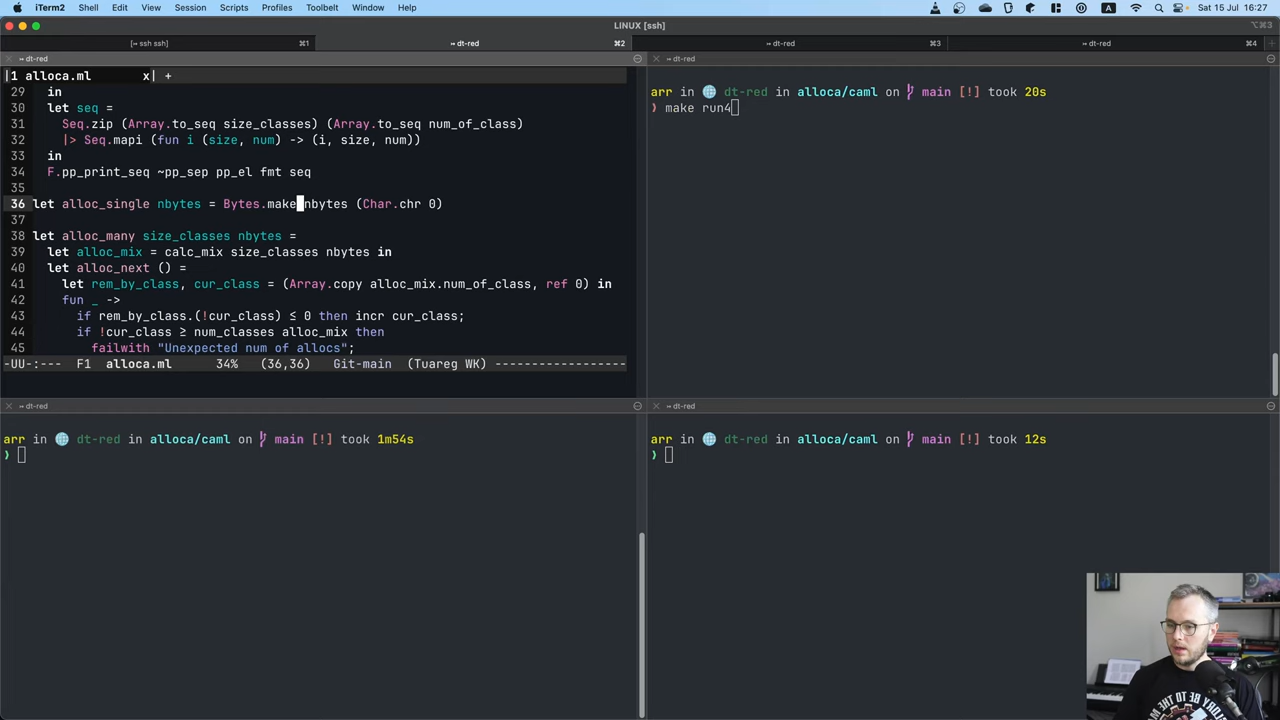 iTerm2 Shell Edit View Session Scripts Profiles Toolbelt Window Help A Sat 15 Jul 16:27
LINUX [ssh] ⌥⌘3
[↦ ssh ssh] ⌘1 ↦ dt-red ⌘2 ↦ dt-red ⌘3 ↦ dt-red ⌘4 +
↦ dt-red
|1 alloca.ml x| +
29 in
30 let seq =
31 Seq.zip (Array.to_seq size_classes) (Array.to_seq num_of_class)
32 |> Seq.mapi (fun i (size, num) -> (i, size, num))
33 in
34 F.pp_print_seq ~pp_sep pp_el fmt seq
35
36 let alloc_single nbytes = Bytes.make nbytes (Char.chr 0)
37
38 let alloc_many size_classes nbytes =
39 let alloc_mix = calc_mix size_classes nbytes in
40 let alloc_next () =
41 let rem_by_class, cur_class = (Array.copy alloc_mix.num_of_class, ref 0) in
42 fun _ ->
43 if rem_by_class.(!cur_class) ≤ 0 then incr cur_class;
44 if !cur_class ≥ num_classes alloc_mix then
45 failwith "Unexpected num of allocs";
-UU-:--- F1 alloca.ml 34% (36,36) Git-main (Tuareg WK) ------------------
↦ dt-red
arr in dt-red in alloca/caml on main [!] took 20s
❯ make run4
↦ dt-red
arr in dt-red in alloca/caml on main [!] took 1m54s
❯
↦ dt-red
arr in dt-red in alloca/caml on main [!] took 12s
❯